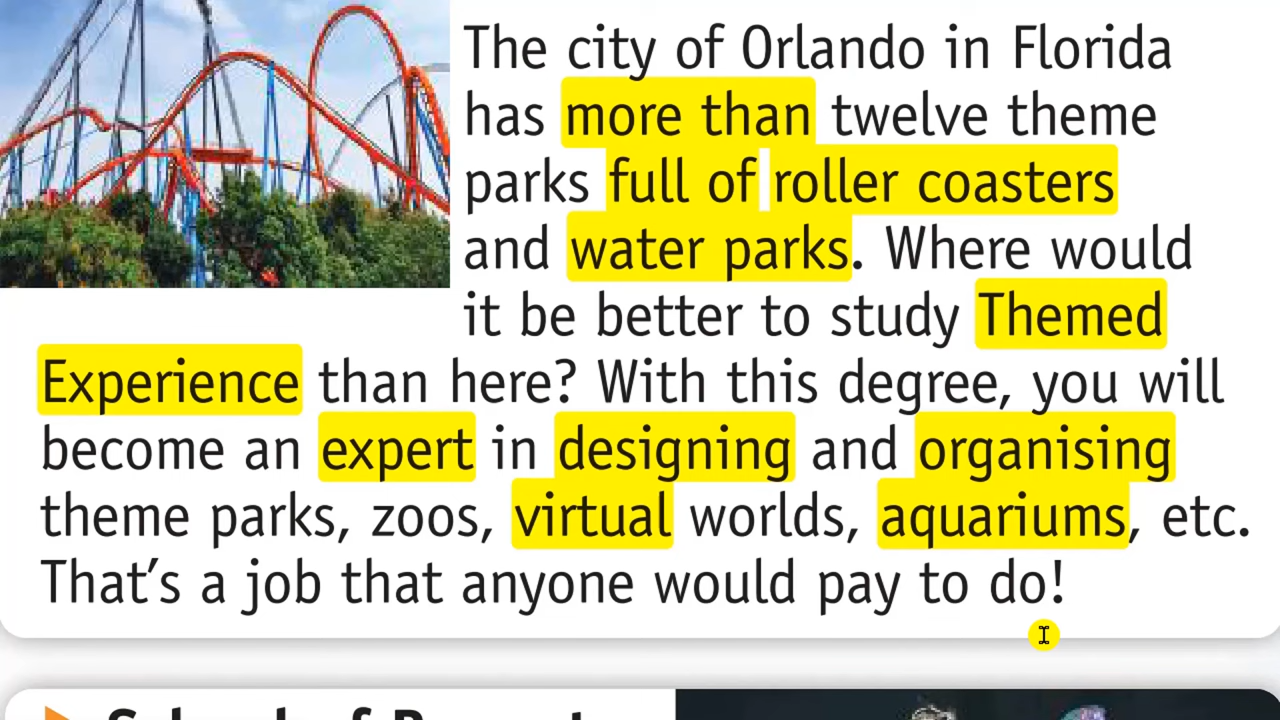 The city of Orlando in Florida
has more than twelve theme
parks full of roller coasters
and water parks. Where would
it be better to study Themed
Experience than here? With this degree, you will
become an expert in designing and organising
theme parks, zoos, virtual worlds, aquariums, etc.
That's a job that anyone would pay to do!